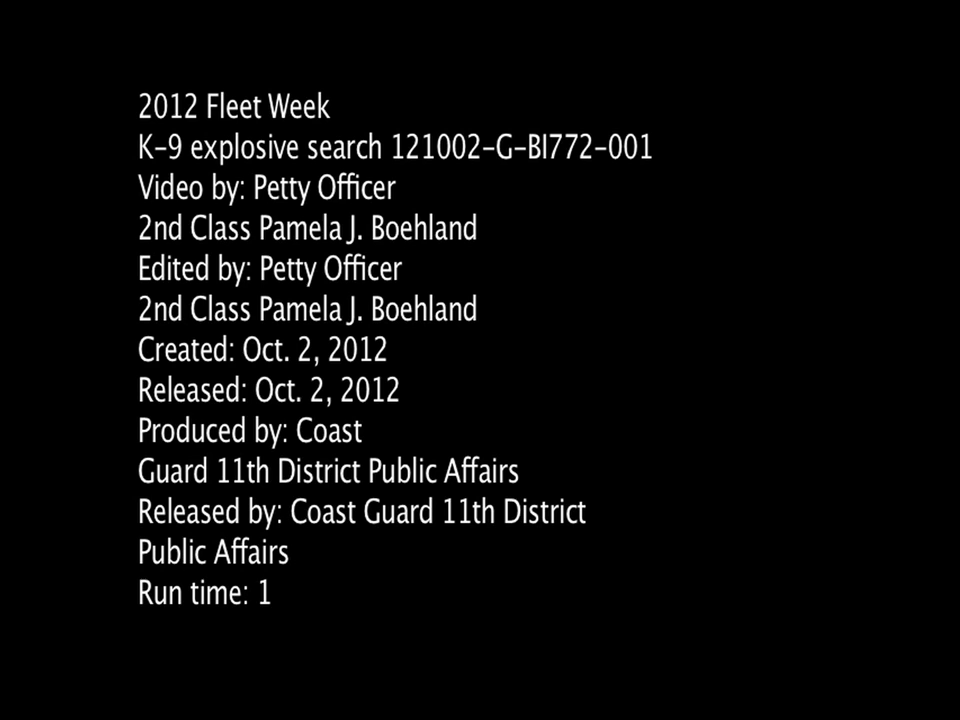 2012 Fleet Week
K-9 explosive search 121002-G-BI772-001
Video by: Petty Officer
2nd Class Pamela J. Boehland
Edited by: Petty Officer
2nd Class Pamela J. Boehland
Created: Oct. 2, 2012
Released: Oct. 2, 2012
Produced by: Coast
Guard 11th District Public Affairs
Released by: Coast Guard 11th District
Public Affairs
Run time: 1